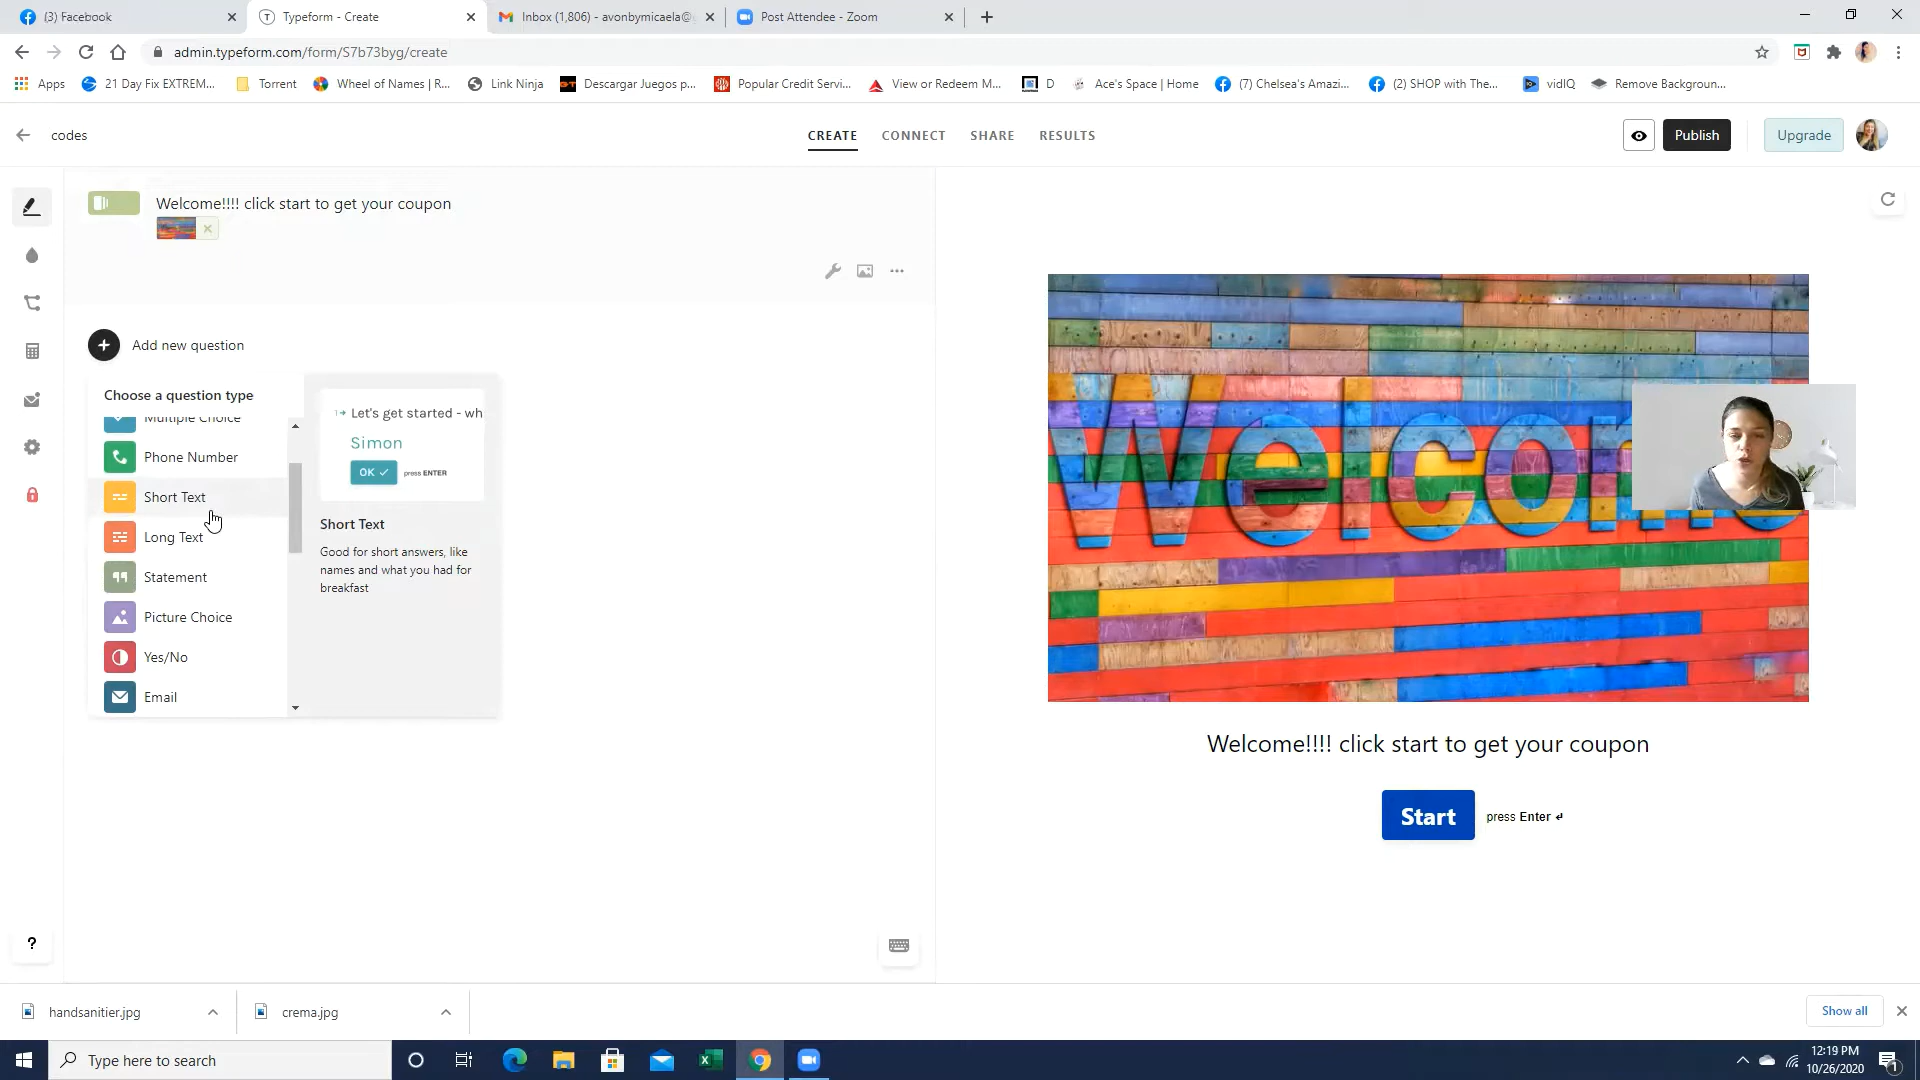 (3) Facebook
Typeform - Create
Inbox (1,806) - avonbymicaela@
Post Attendee - Zoom
admin.typeform.com/form/S7b73byg/create
Apps
21 Day Fix EXTREM...
Torrent
Wheel of Names | R...
Link Ninja
Descargar Juegos p...
Popular Credit Servi...
View or Redeem M...
D
Ace's Space | Home
(7) Chelsea's Amazi...
(2) SHOP with The...
vidIQ
Remove Backgroun...
codes
CREATE
CONNECT
SHARE
RESULTS
Publish
Upgrade
Welcome!!!! click start to get your coupon
Add new question
Choose a question type
Multiple Choice
Phone Number
Short Text
Long Text
Statement
Picture Choice
Yes/No
Email
1→ Let's get started - wh
Simon
OK ✓ press ENTER
Short Text
Good for short answers, like
names and what you had for
breakfast
Welcome
Welcome!!!! click start to get your coupon
Start
press Enter ↵
?
handsanitier.jpg
crema.jpg
Show all
Type here to search
12:19 PM
10/26/2020
1